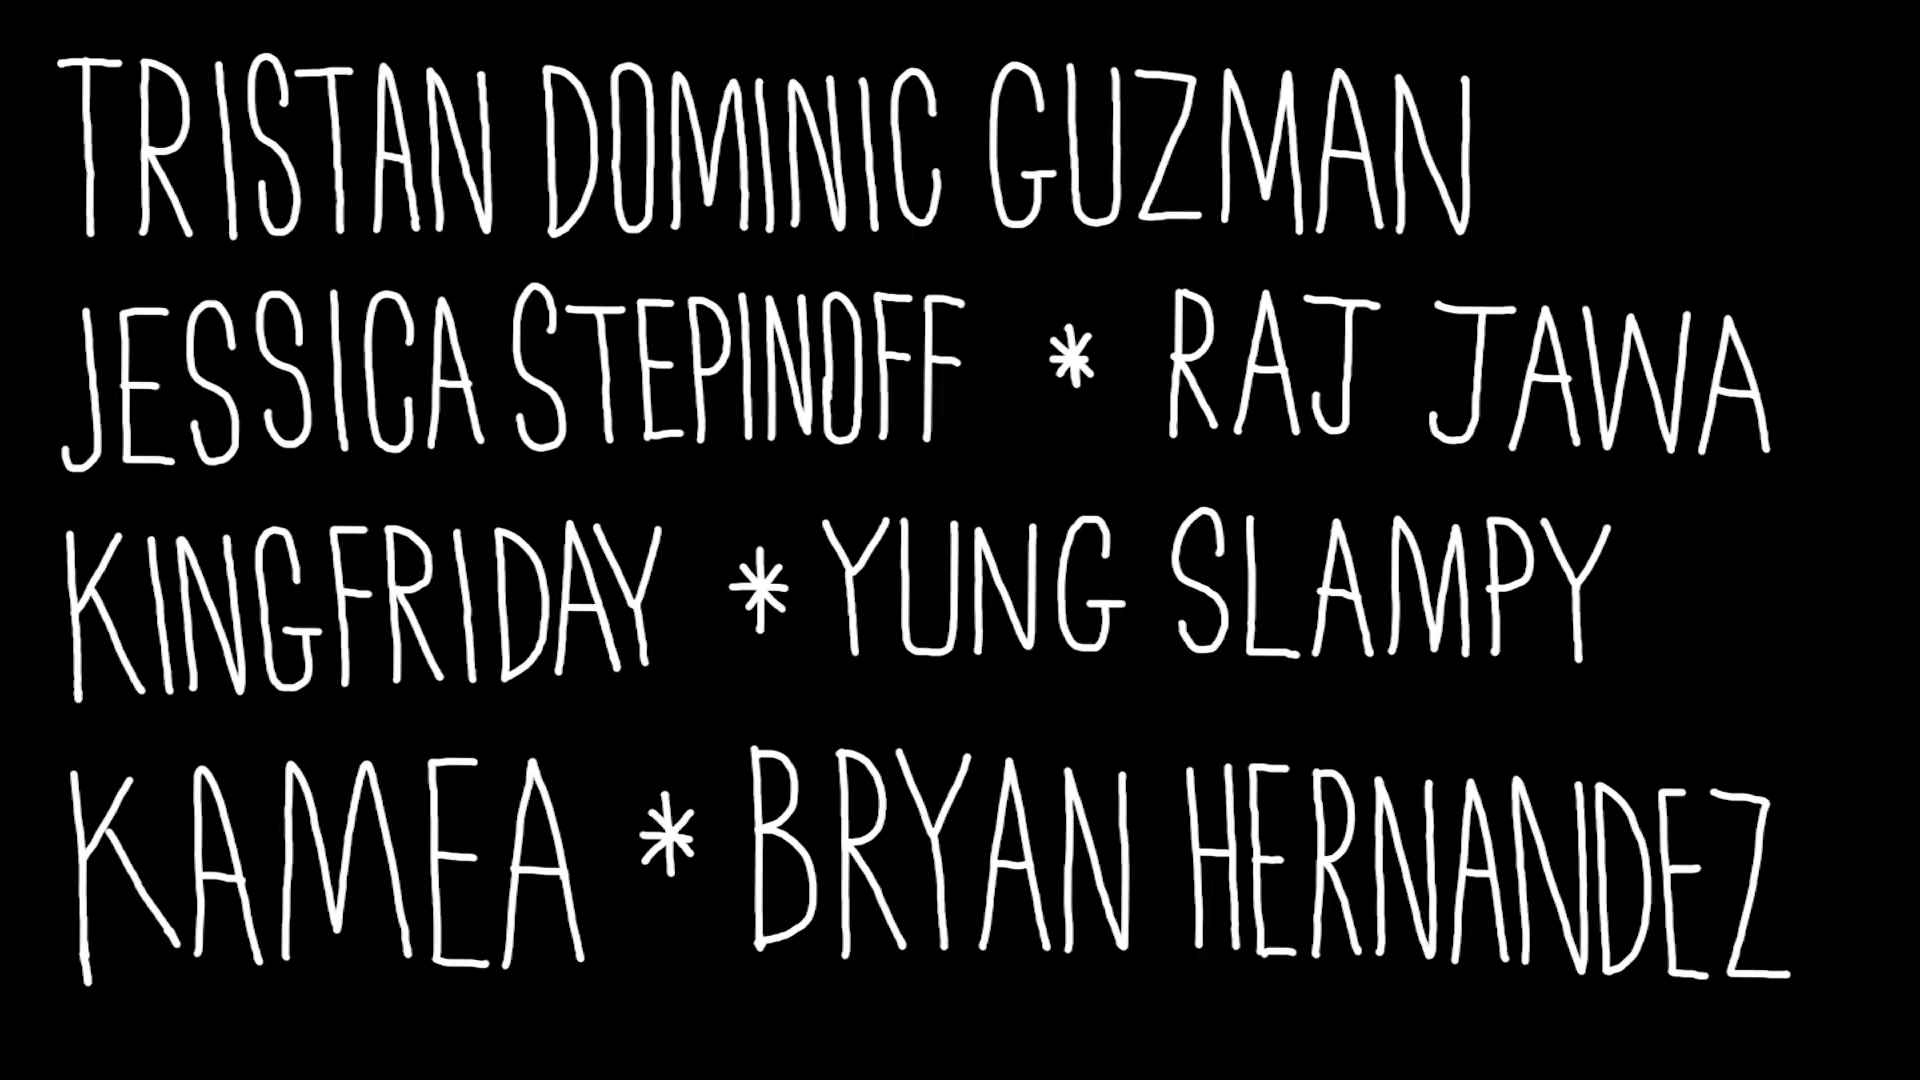 TRISTAN DOMINIC GUZMAN
JESSICA STEPINOFF * RAJ JAWA
KINGFRIDAY * YUNG SLAMPY
KAMEA * BRYAN HERNANDEZ